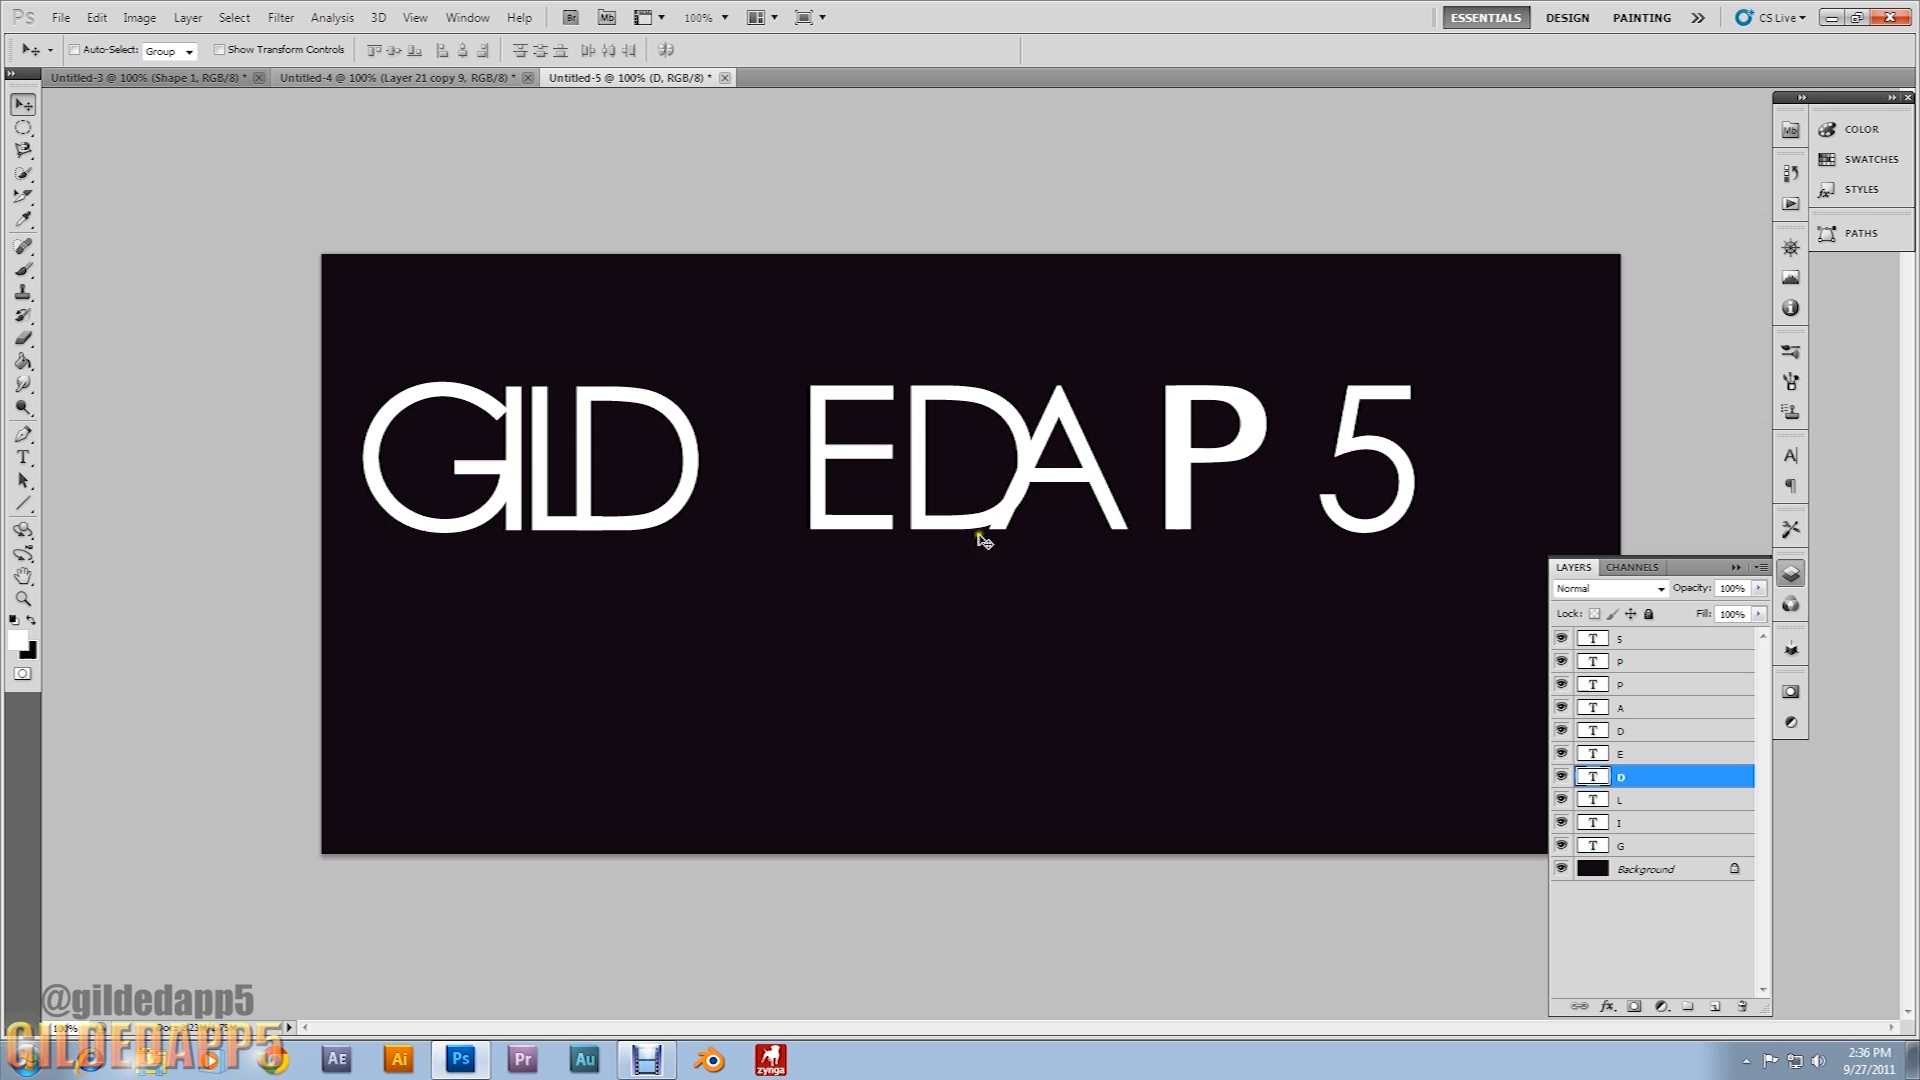 Ps File Edit Image Layer Select Filter Analysis 3D View Window Help Br Mb 100% ESSENTIALS DESIGN PAINTING CS Live
Auto-Select: Group Show Transform Controls
Untitled-3 @ 100% (Shape 1, RGB/8) * Untitled-4 @ 100% (Layer 21 copy 9, RGB/8) * Untitled-5 @ 100% (D, RGB/8) *
Mb COLOR
SWATCHES
STYLES
PATHS
GILD EDAP 5
LAYERS CHANNELS
Normal Opacity: 100%
Lock: Fill: 100%
T 5
T P
T P
T A
T D
T E
T D
T L
T I
T G
Background
@gildedapp5
100%
GILDEDAPP5
AE Ai Ps Pr Au zynga
2:36 PM
9/27/2011